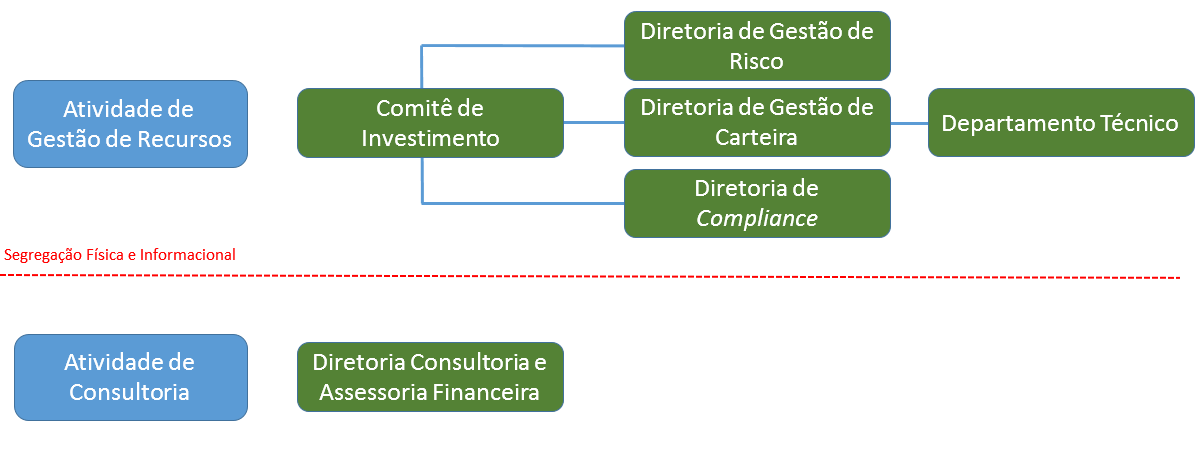 Diretoria de Gestão de
Risco
Atividade de
Gestão de Recursos
Comitê de
Investimento
Diretoria de Gestão de
Carteira
Departamento Técnico
Diretoria de
Compliance
Segregação Física e Informacional
Atividade de
Consultoria
Diretoria Consultoria e
Assessoria Financeira